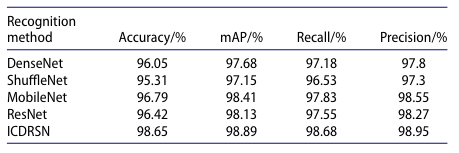 Recognition
method Accuracy/% mAP/% Recall/% Precision/%
DenseNet 96.05 97.68 97.18 97.8
ShuffleNet 95.31 97.15 96.53 97.3
MobileNet 96.79 98.41 97.83 98.55
ResNet 96.42 98.13 97.55 98.27
ICDRSN 98.65 98.89 98.68 98.95